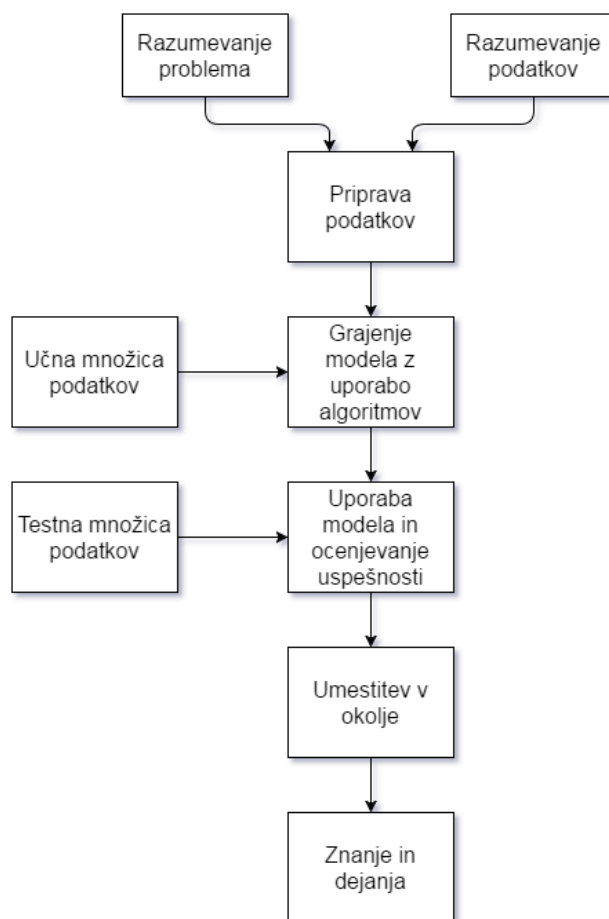 Razumevanje
problema
Razumevanje
podatkov
Priprava
podatkov
Učna množica
podatkov
Grajenje
modela z
uporabo
algoritmov
Testna množica
podatkov
Uporaba
modela in
ocenjevanje
uspešnosti
Umestitev v
okolje
Znanje in
dejanja